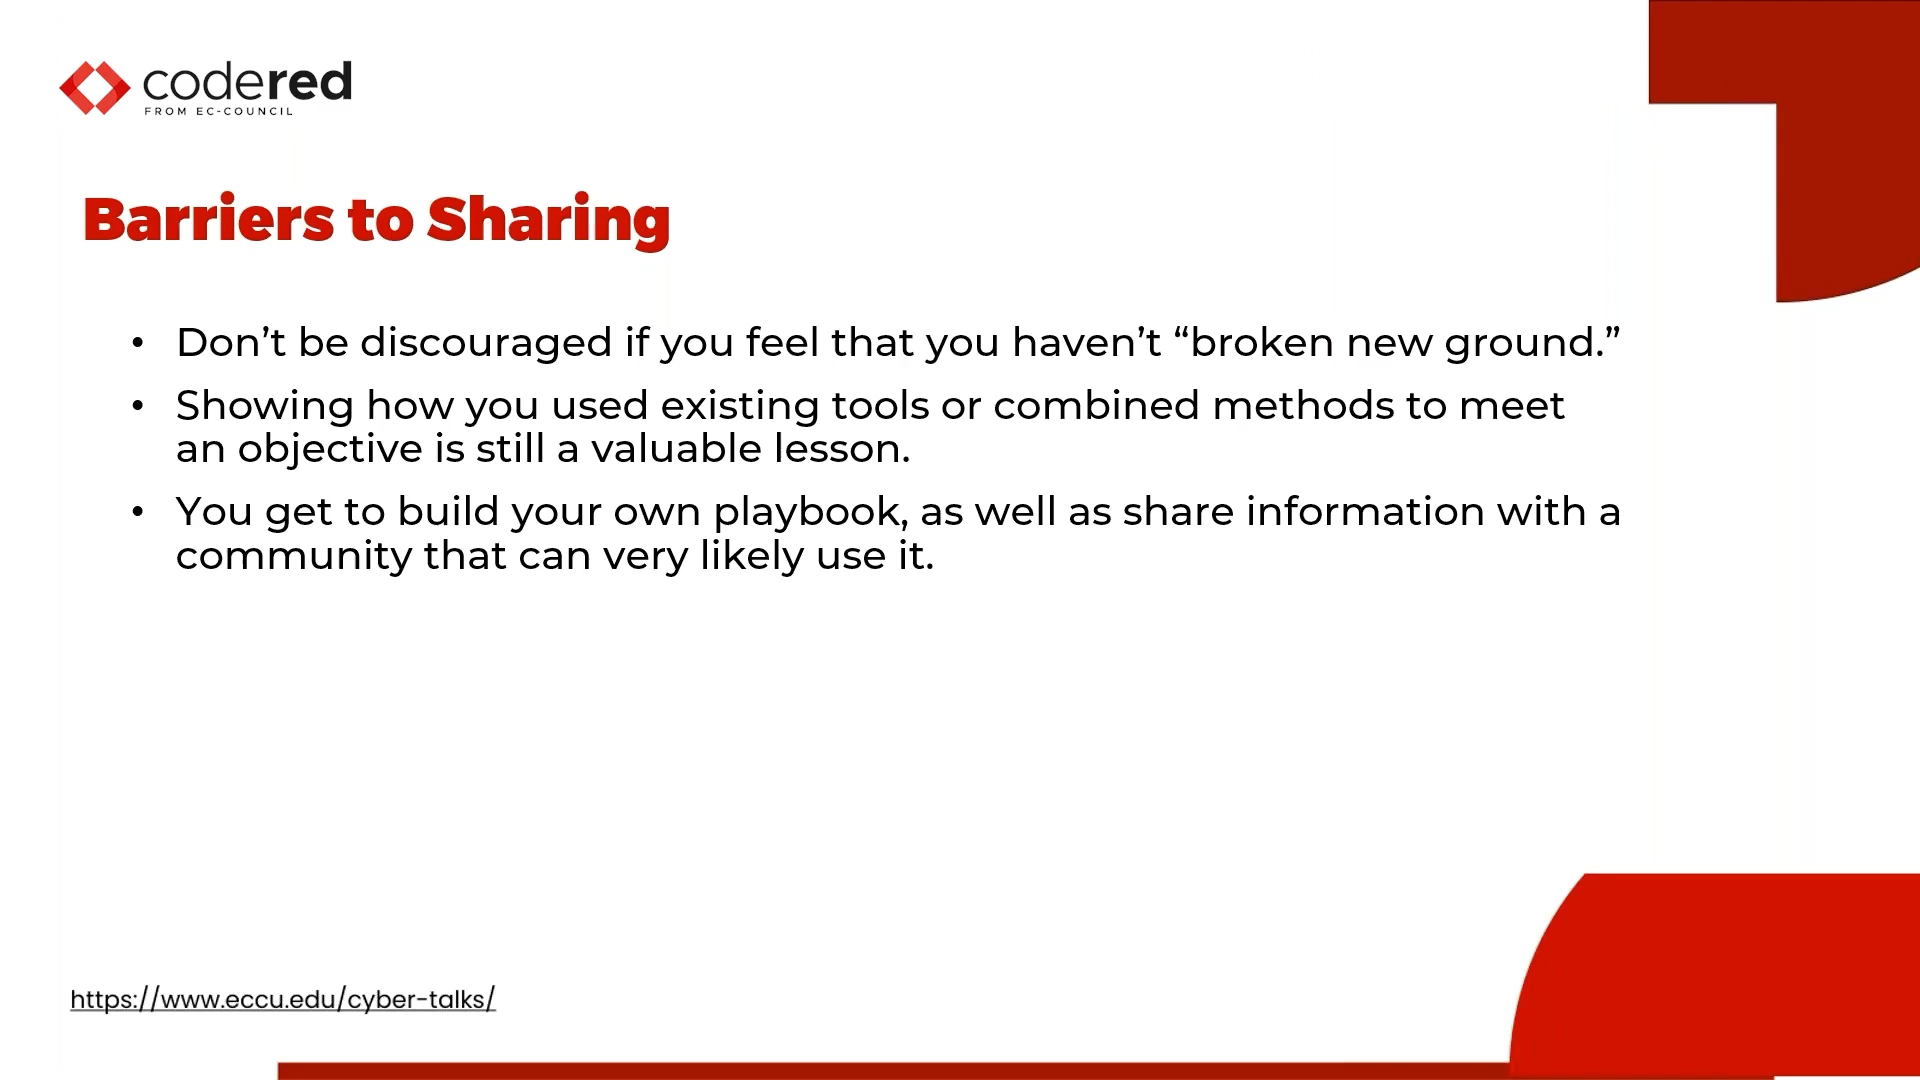 codered
FROM EC-COUNCIL
Barriers to Sharing
• Don’t be discouraged if you feel that you haven’t “broken new ground.”
• Showing how you used existing tools or combined methods to meet
an objective is still a valuable lesson.
• You get to build your own playbook, as well as share information with a
community that can very likely use it.
https://www.eccu.edu/cyber-talks/